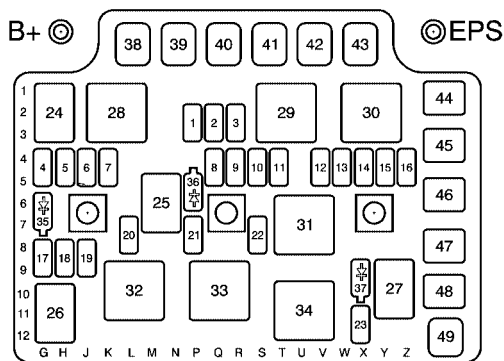 B+ EPS
38 39 40 41 42 43
1
2 24 28 29 30 44
3 1 2 3
4 45
5 4 5 6 7 8 9 10 11 12 13 14 15 16
6 35 25 36 31 46
7 20 21 22
8 17 18 19 47
9 32 33 37 27 48
10
11 26 34 23
12 49
G H J K L M N P Q R S T U V W X Y Z